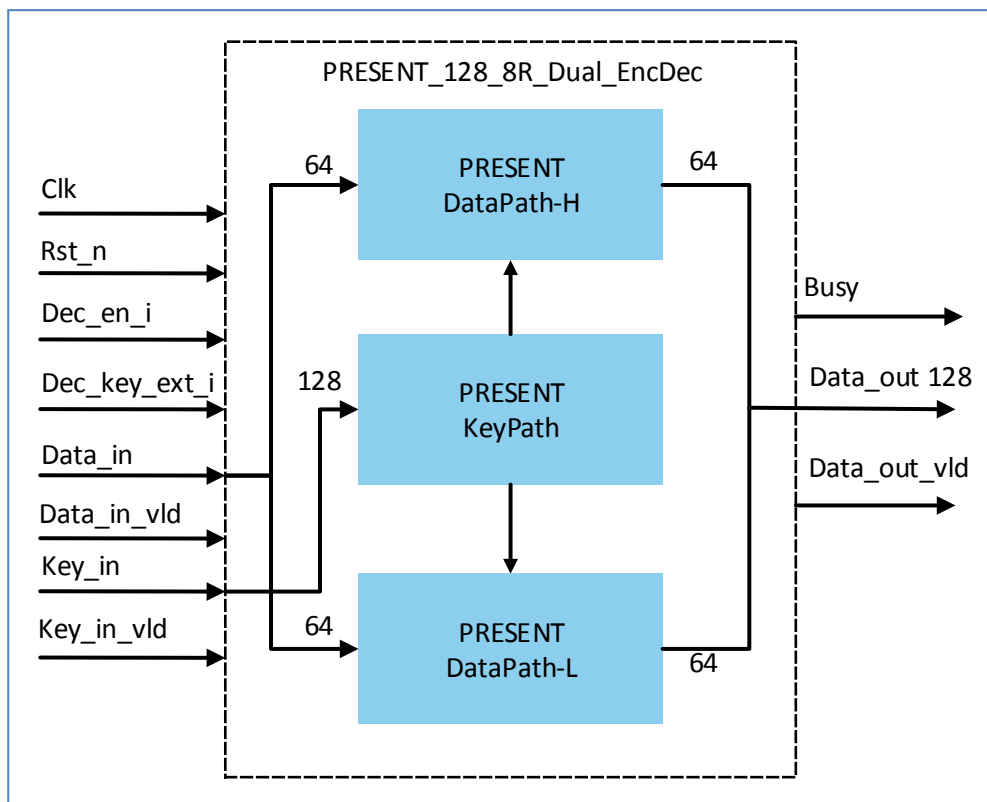 PRESENT_128_8R_Dual_EncDec
Clk
Rst_n
Dec_en_i
Dec_key_ext_i
Data_in
Data_in_vld
Key_in
Key_in_vld
64
PRESENT
DataPath-H
64
128
PRESENT
KeyPath
64
PRESENT
DataPath-L
64
Busy
Data_out 128
Data_out_vld